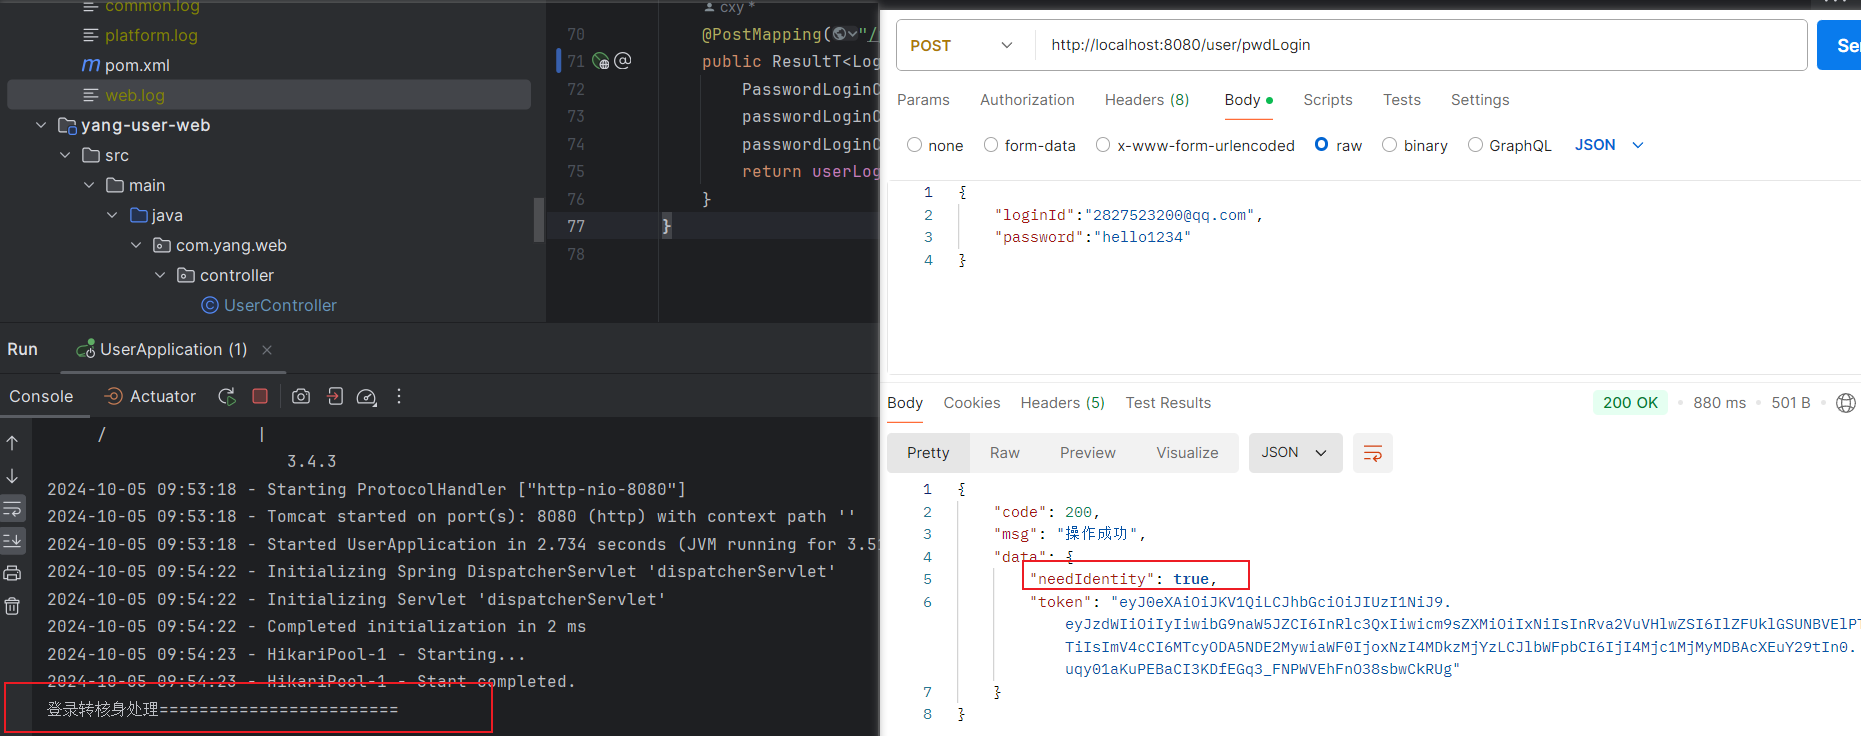 common.log
platform.log
pom.xml
web.log
yang-user-web
src
main
java
com.yang.web
controller
UserController
cxy *
70 @PostMapping("/
71 public ResultT<Log
72 PasswordLogin
73 passwordLogin
74 passwordLogin
75 return userLog
76 }
77 }
78
Run UserApplication (1)
Console Actuator
/ |
3.4.3
2024-10-05 09:53:18 - Starting ProtocolHandler ["http-nio-8080"]
2024-10-05 09:53:18 - Tomcat started on port(s): 8080 (http) with context path ''
2024-10-05 09:53:18 - Started UserApplication in 2.734 seconds (JVM running for 3.5
2024-10-05 09:54:22 - Initializing Spring DispatcherServlet 'dispatcherServlet'
2024-10-05 09:54:22 - Initializing Servlet 'dispatcherServlet'
2024-10-05 09:54:22 - Completed initialization in 2 ms
2024-10-05 09:54:23 - HikariPool-1 - Starting...
2024-10-05 09:54:23 - HikariPool-1 - Start completed.
登录转核身处理========================
POST http://localhost:8080/user/pwdLogin
Params Authorization Headers (8) Body Scripts Tests Settings
none form-data x-www-form-urlencoded raw binary GraphQL JSON
1 {
2 "loginId":"2827523200@qq.com",
3 "password":"hello1234"
4 }
Body Cookies Headers (5) Test Results 200 OK 880 ms 501 B
Pretty Raw Preview Visualize JSON
1 {
2 "code": 200,
3 "msg": "操作成功",
4 "data": {
5 "needIdentity": true,
6 "token": "eyJ0eXAiOiJKV1QiLCJhbGciOiJIUzI1NiJ9.
eyJzdWIiOiIyIiwibG9naW5JZCI6InRlc3QxIiwicm9sZXMiOiIxNiIsInRva2VuVHlwZSI6IlZFUklGSUNBVElPT
TiIsImV4cCI6MTcyODA5NDE2MywiaWF0IjoxNzI4MDkzMjYzLCJlbWFpbCI6IjI4Mjc1MjMyMDBAcXEuY29tIn0.
uqy01aKuPEBaCI3KDfEGq3_FNPWVEhFnO38sbwCkRUg"
7 }
8 }